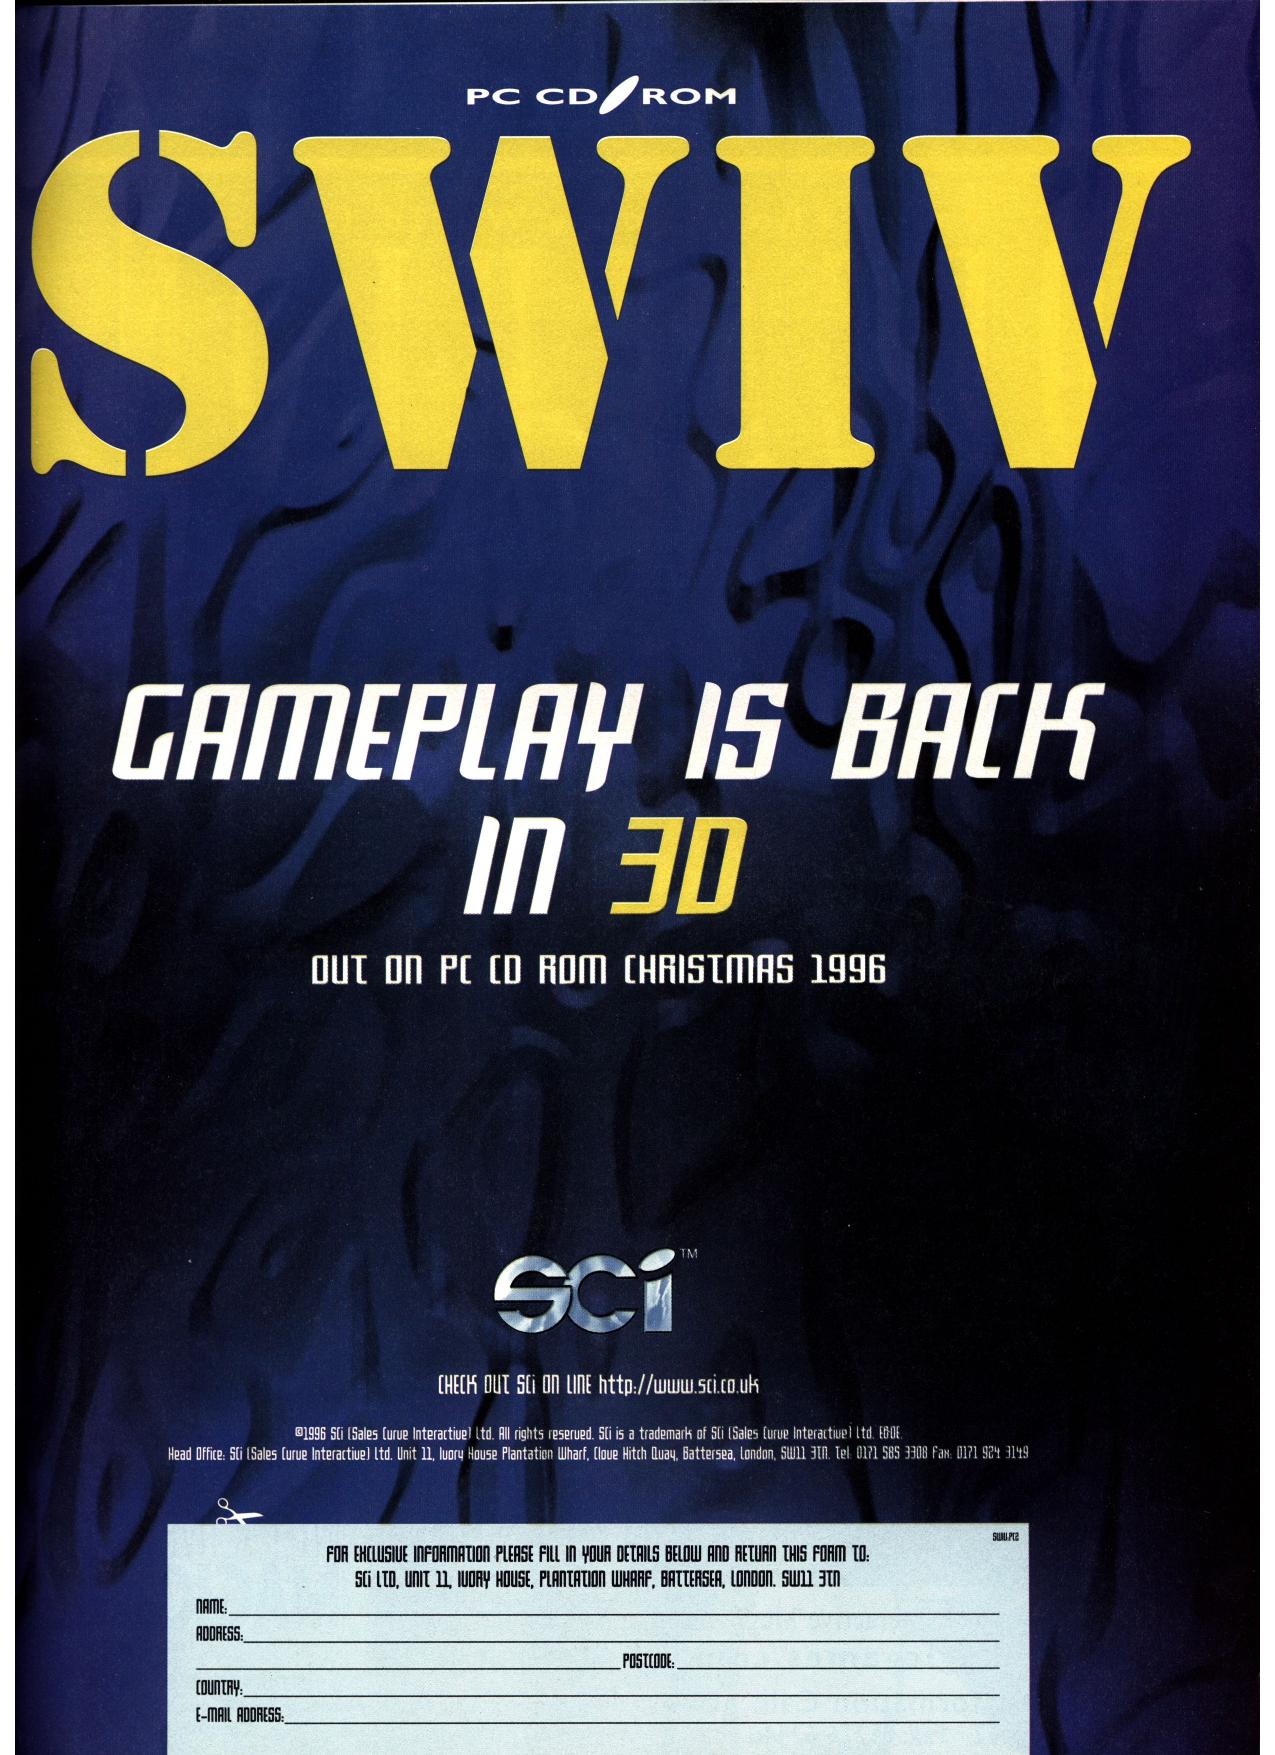 PC CD ROM
SWIV
GAMEPLAY IS BACK
IN 3D
OUT ON PC CD ROM CHRISTMAS 1996
SCi™
CHECK OUT SCi ON LINE http://www.sci.co.uk
©1996 SCi (Sales Curve Interactive) Ltd. All rights reserved. SCi is a trademark of SCi (Sales Curve Interactive) Ltd. E&OE.
Head Office: SCi (Sales Curve Interactive) Ltd. Unit 11, Ivory House Plantation Wharf, Clove Hitch Quay, Battersea, London, SW11 3TN. Tel: 0171 585 3308 Fax: 0171 924 3149
SWIV.PC2
FOR EXCLUSIVE INFORMATION PLEASE FILL IN YOUR DETAILS BELOW AND RETURN THIS FORM TO:
SCi LTD, UNIT 11, IVORY HOUSE, PLANTATION WHARF, BATTERSEA, LONDON. SW11 3TN
NAME:
ADDRESS:
POSTCODE:
COUNTRY:
E-MAIL ADDRESS: